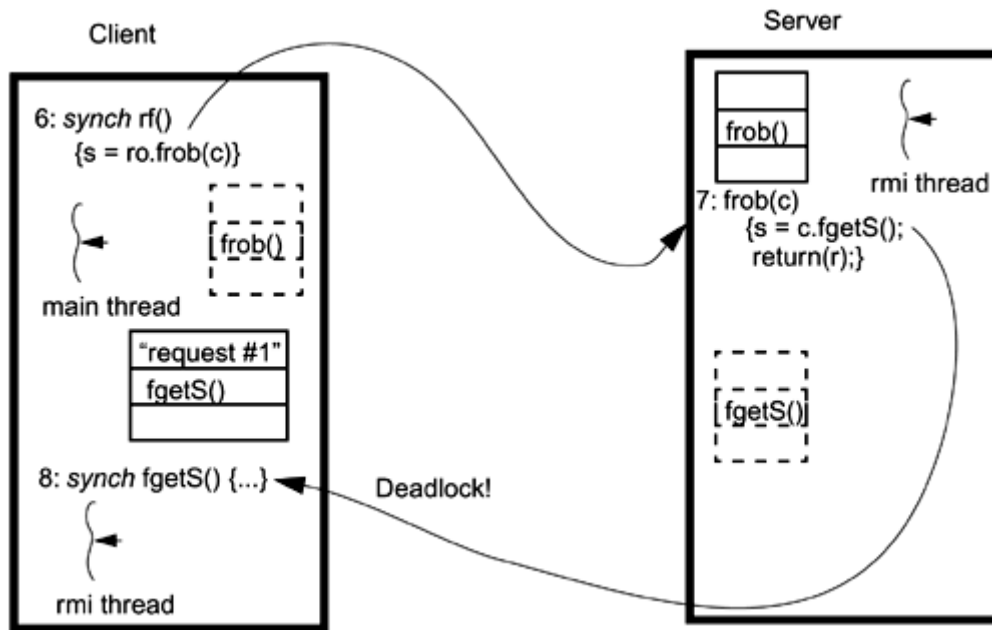 Client
6: synch rf()
{s = ro.frob(c)}
frob()
main thread
“request #1”
fgetS()
8: synch fgetS() {...}
rmi thread
Deadlock!
Server
frob()
rmi thread
7: frob(c)
{s = c.fgetS();
return(r);}
fgetS()